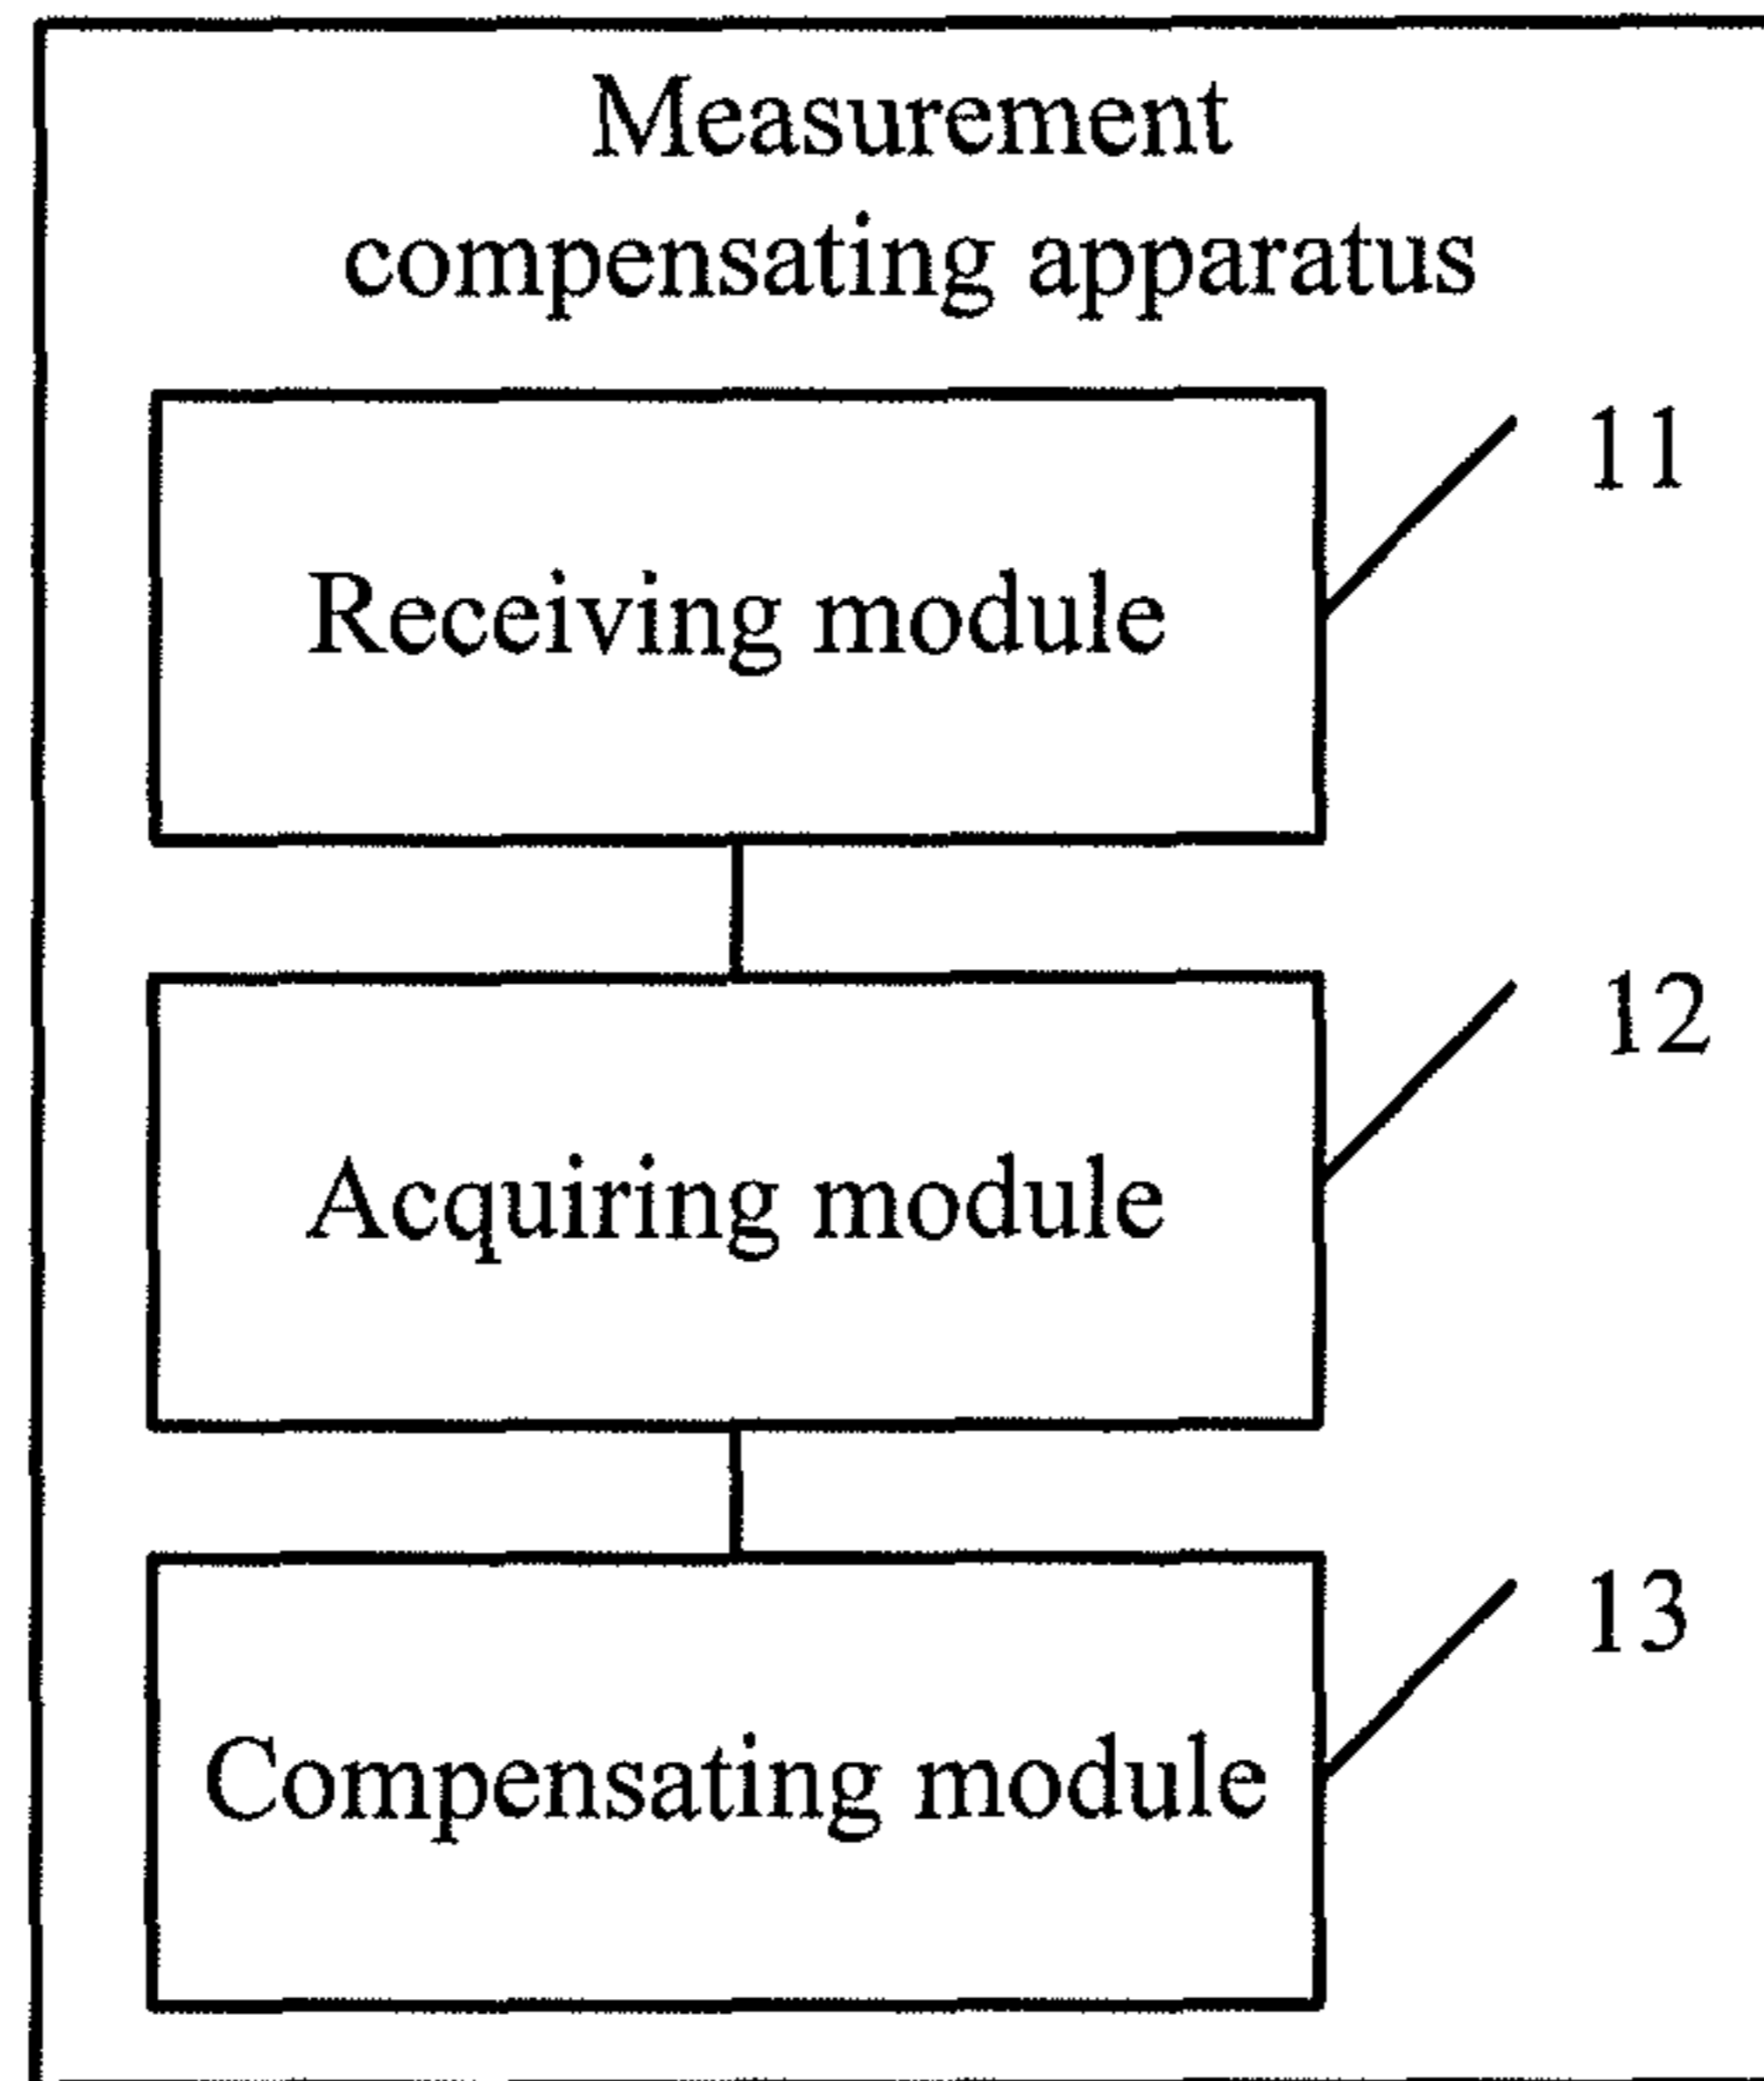 Measurement
compensating apparatus
11
Receiving module
12
Acquiring module
13
Compensating module